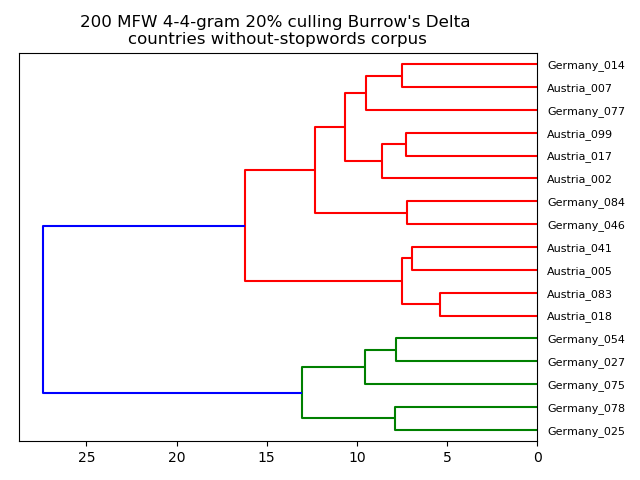 200 MFW 4-4-gram 20% culling Burrow's Delta
countries without-stopwords corpus
Germany_014
Austria_007
Germany_077
Austria_099
Austria_017
Austria_002
Germany_084
Germany_046
Austria_041
Austria_005
Austria_083
Austria_018
Germany_054
Germany_027
Germany_075
Germany_078
Germany_025
25 20 15 10 5 0